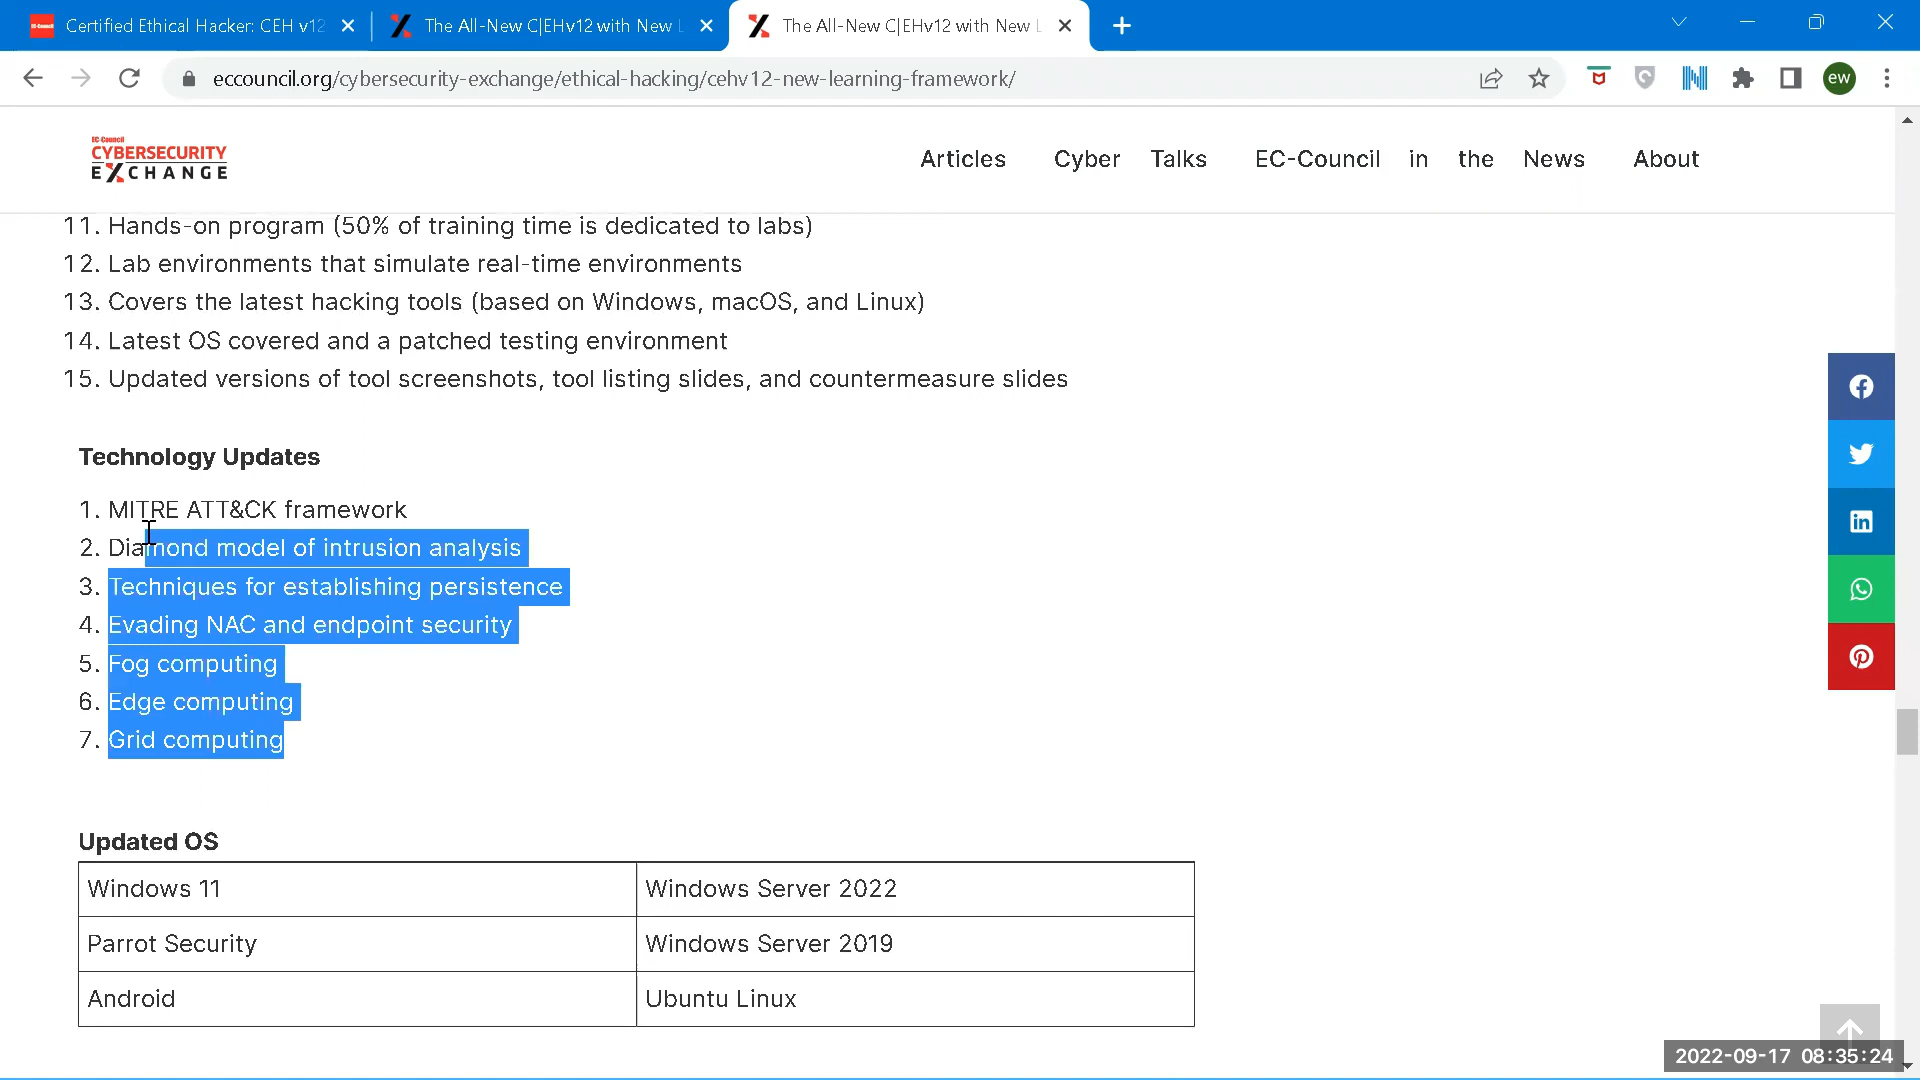 Certified Ethical Hacker: CEH v12
The All-New C|EHv12 with New L
The All-New C|EHv12 with New L
eccouncil.org/cybersecurity-exchange/ethical-hacking/cehv12-new-learning-framework/
ew
EC-Council
CYBERSECURITY
EXCHANGE
Articles Cyber Talks EC-Council in the News About
11. Hands-on program (50% of training time is dedicated to labs)
12. Lab environments that simulate real-time environments
13. Covers the latest hacking tools (based on Windows, macOS, and Linux)
14. Latest OS covered and a patched testing environment
15. Updated versions of tool screenshots, tool listing slides, and countermeasure slides
Technology Updates
1. MITRE ATT&CK framework
2. Diamond model of intrusion analysis
3. Techniques for establishing persistence
4. Evading NAC and endpoint security
5. Fog computing
6. Edge computing
7. Grid computing
Updated OS
Windows 11 Windows Server 2022
Parrot Security Windows Server 2019
Android Ubuntu Linux
2022-09-17 08:35:24